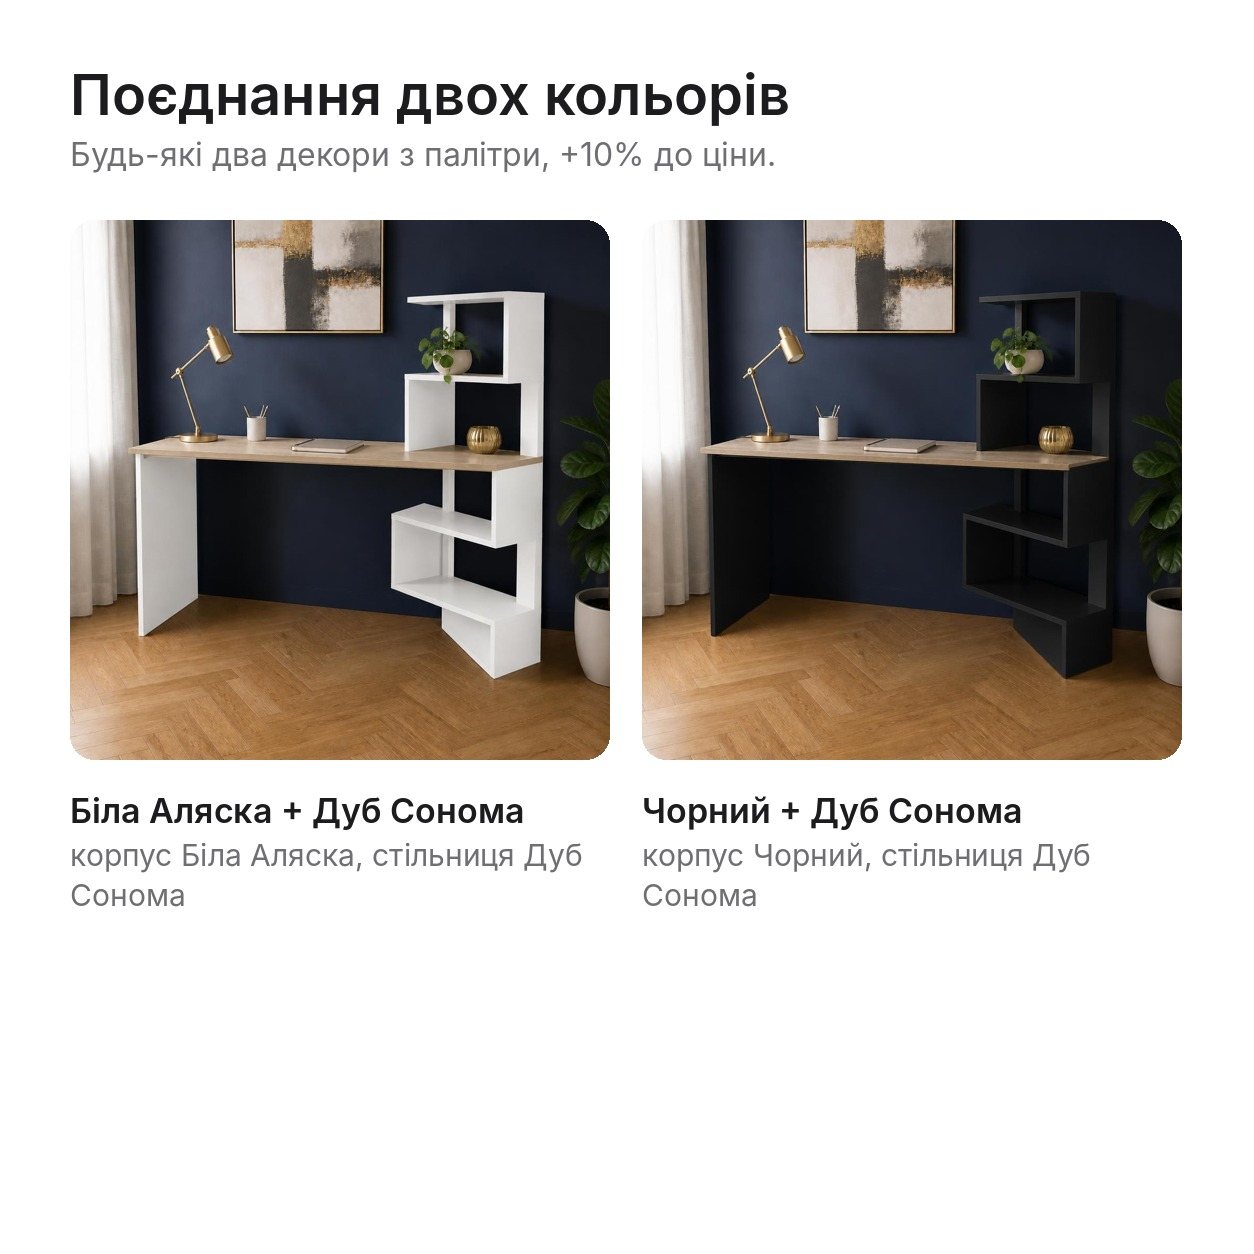 Поєднання двох кольорів
Будь-які два декори з палітри, +10% до ціни.
Біла Аляска + Дуб Сонома
корпус Біла Аляска, стільниця Дуб
Сонома
Чорний + Дуб Сонома
корпус Чорний, стільниця Дуб
Сонома